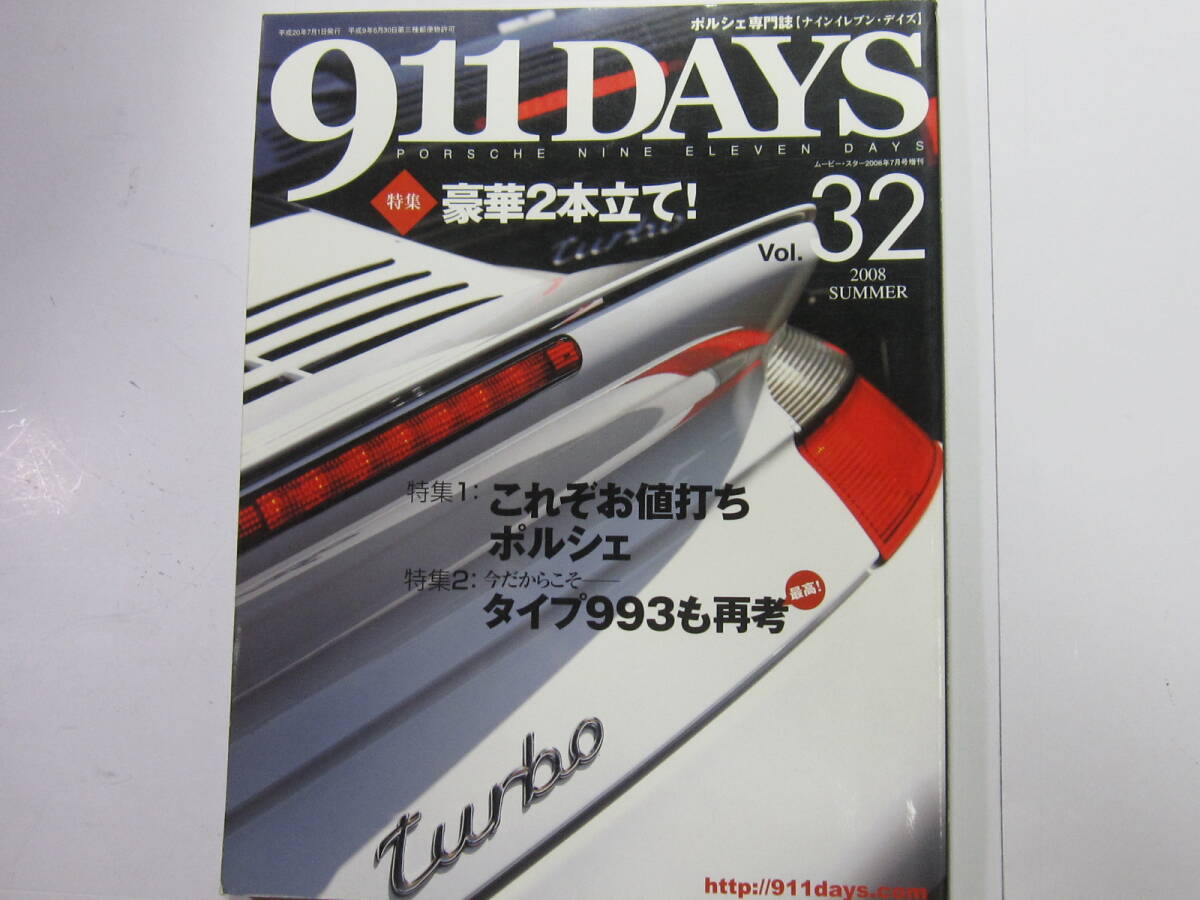 ポルシェ専門誌【ナインイレブン・デイズ】
平成20年7月1日発行 平成9年6月30日第三種郵便物許可
911DAYS
PORSCHE NINE ELEVEN DAYS
ムービー・スター2008年7月号増刊
特集 豪華2本立て!
turbo
Vol.32
2008
SUMMER
特集1:これぞお値打ち
ポルシェ
特集2:今だからこそ——
タイプ993も再考
最高!
turbo
http://911days.com